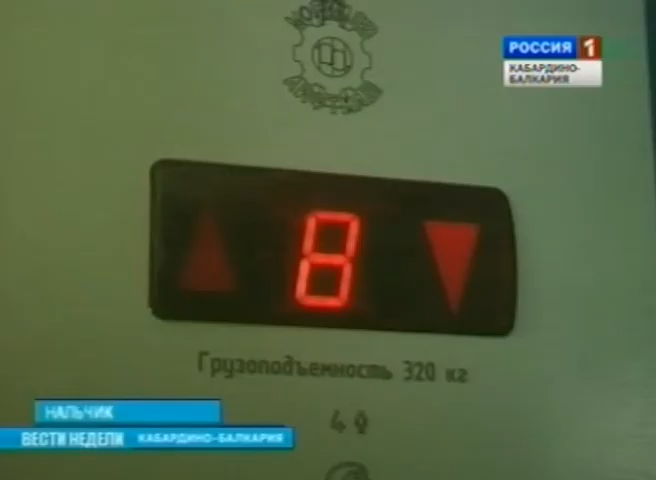 РОССИЯ 1
КАБАРДИНО-
БАЛКАРИЯ
8
Грузоподъемность 320 кг
4
НАЛЬЧИК
ВЕСТИ НЕДЕЛИ КАБАРДИНО-БАЛКАРИЯ